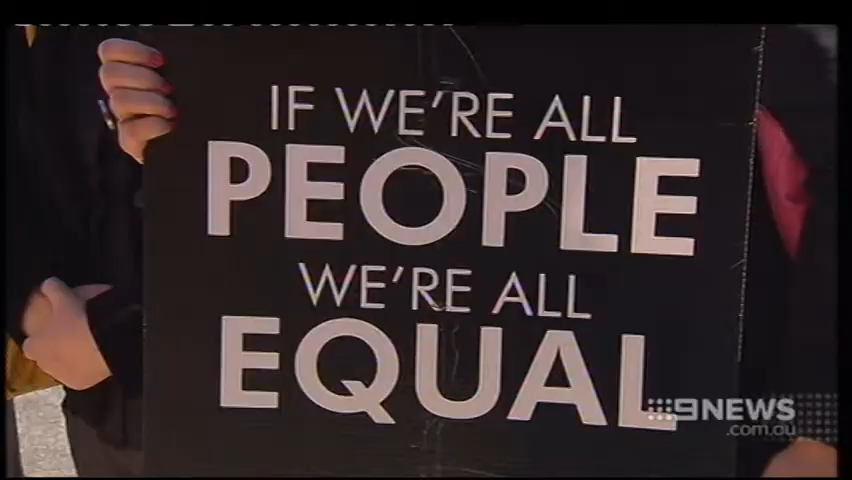 IF WE'RE ALL
PEOPLE
WE'RE ALL
EQUAL
9NEWS
.com.au